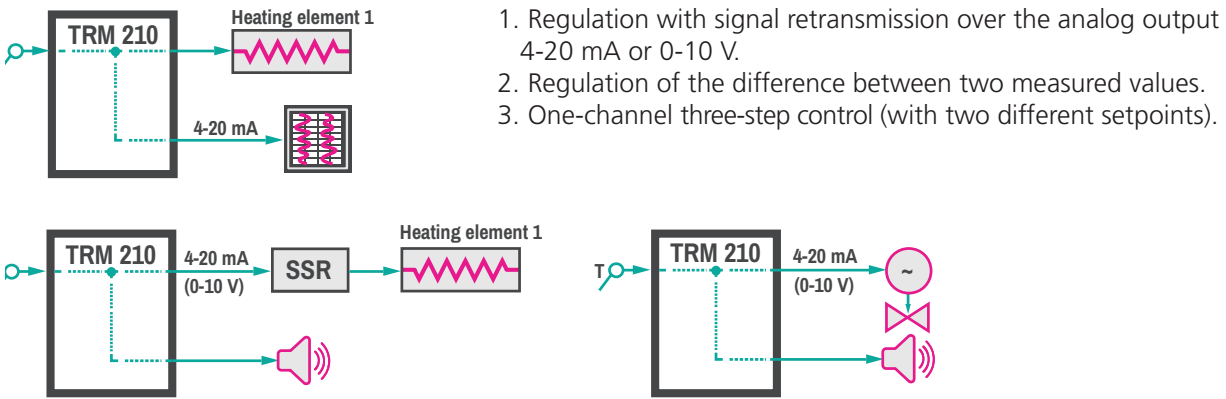 TRM 210
Heating element 1
4-20 mA
1. Regulation with signal retransmission over the analog output
4-20 mA or 0-10 V.
2. Regulation of the difference between two measured values.
3. One-channel three-step control (with two different setpoints).
TRM 210
4-20 mA
(0-10 V)
SSR
Heating element 1
T
TRM 210
4-20 mA
(0-10 V)
~